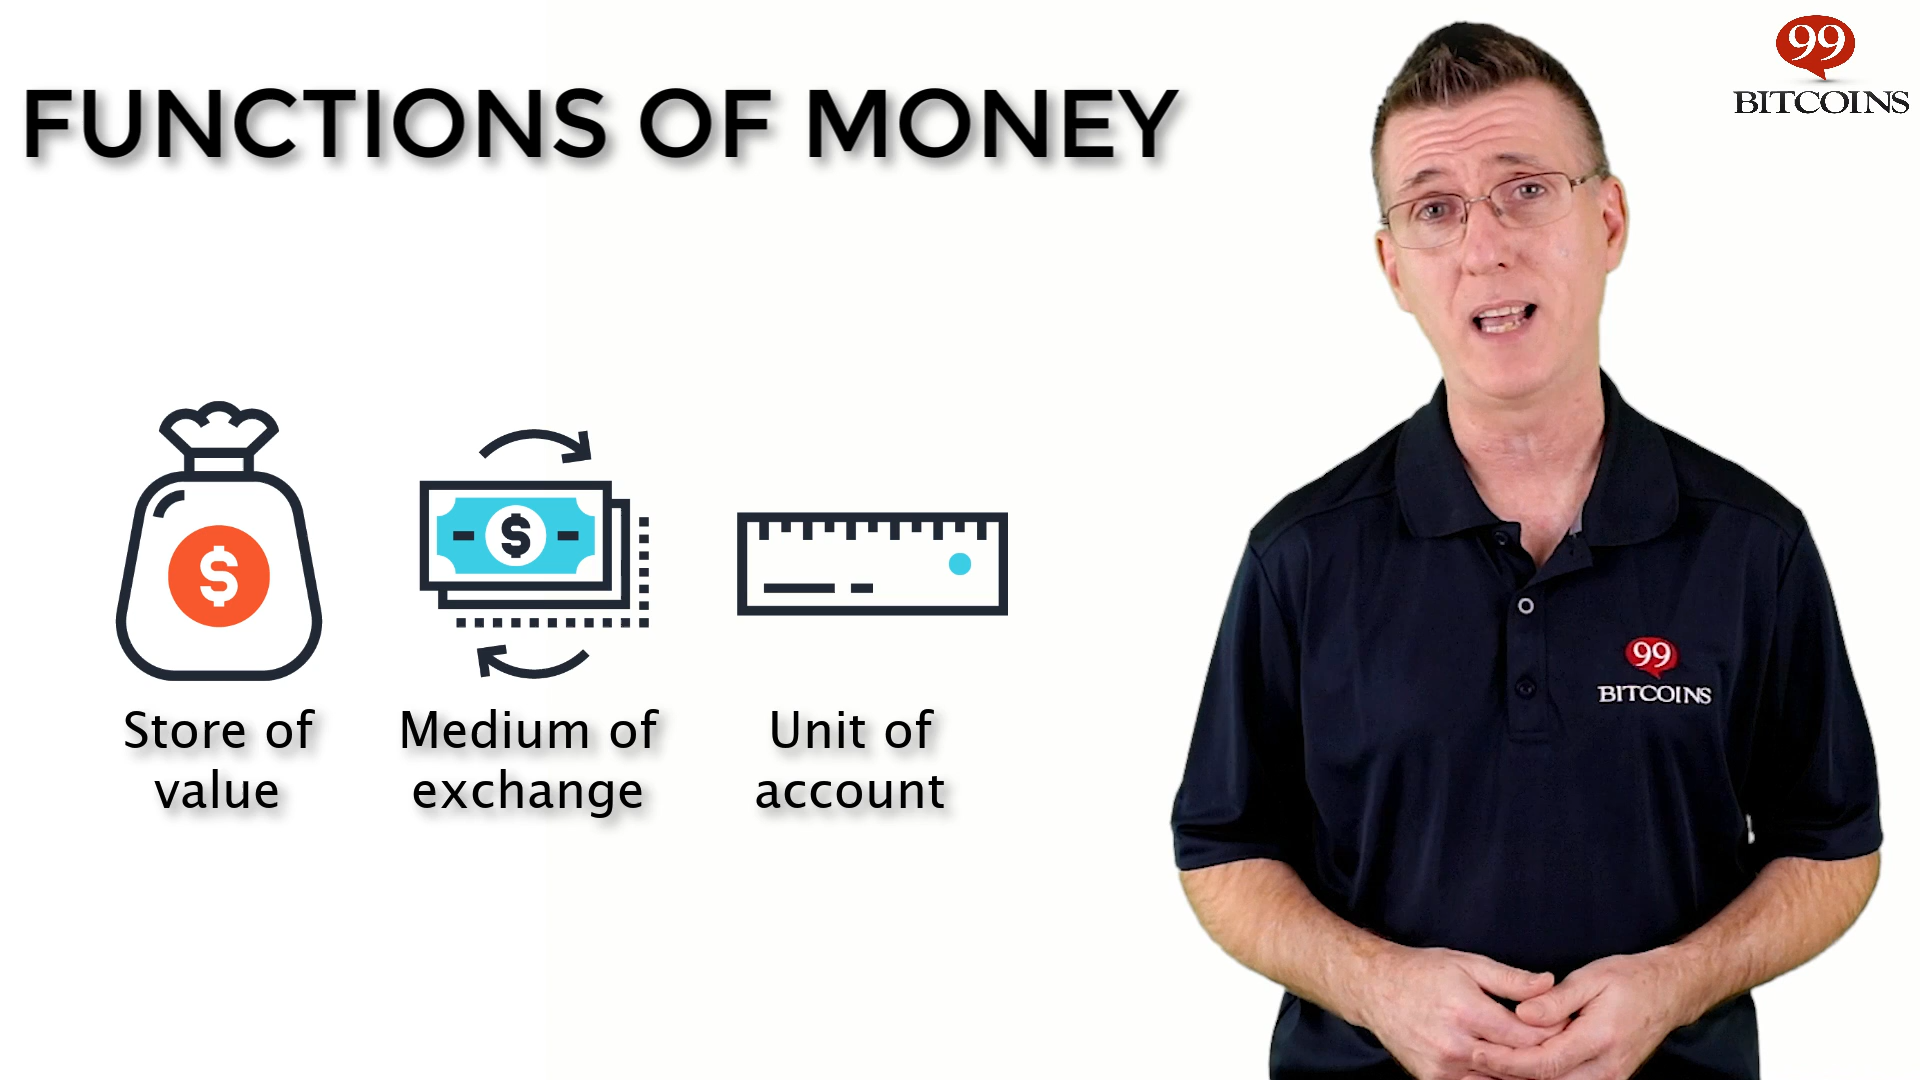 FUNCTIONS OF MONEY
99
BITCOINS
$
$
Store of
value
Medium of
exchange
Unit of
account
99
BITCOINS